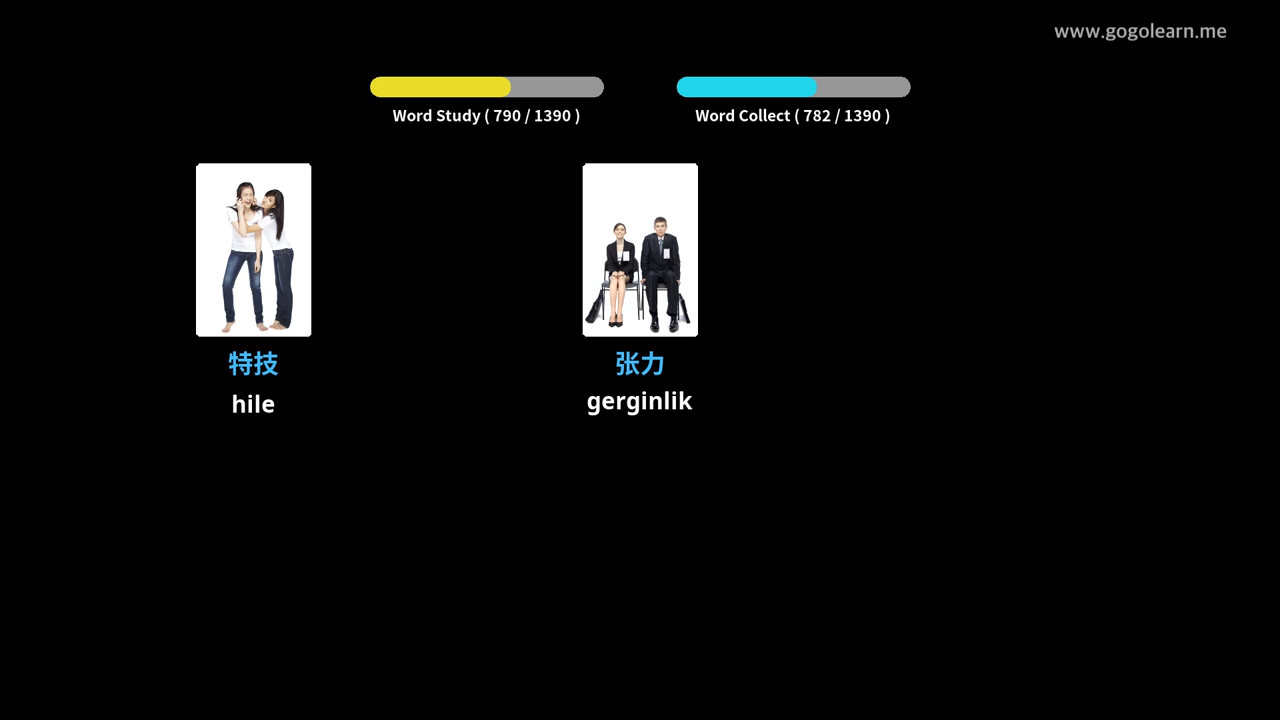 www.gogolearn.me
Word Study ( 790 / 1390 )
Word Collect ( 782 / 1390 )
特技
hile
张力
gerginlik